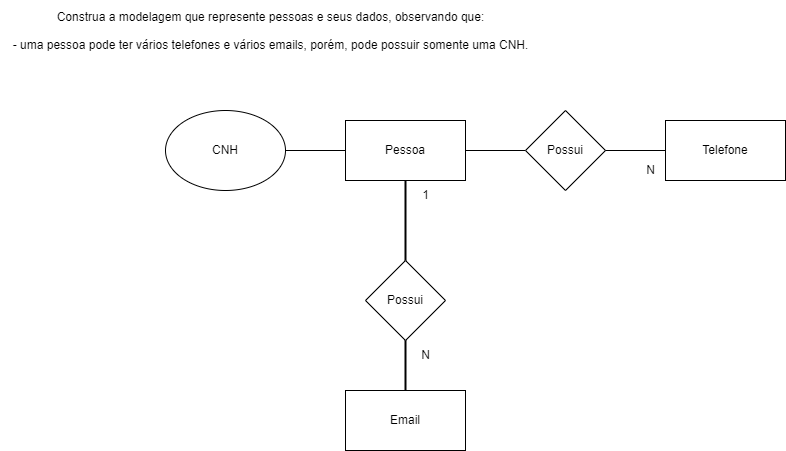 Construa a modelagem que represente pessoas e seus dados, observando que:
- uma pessoa pode ter vários telefones e vários emails, porém, pode possuir somente uma CNH.
CNH
Pessoa
Possui
Telefone
N
1
Possui
N
Email